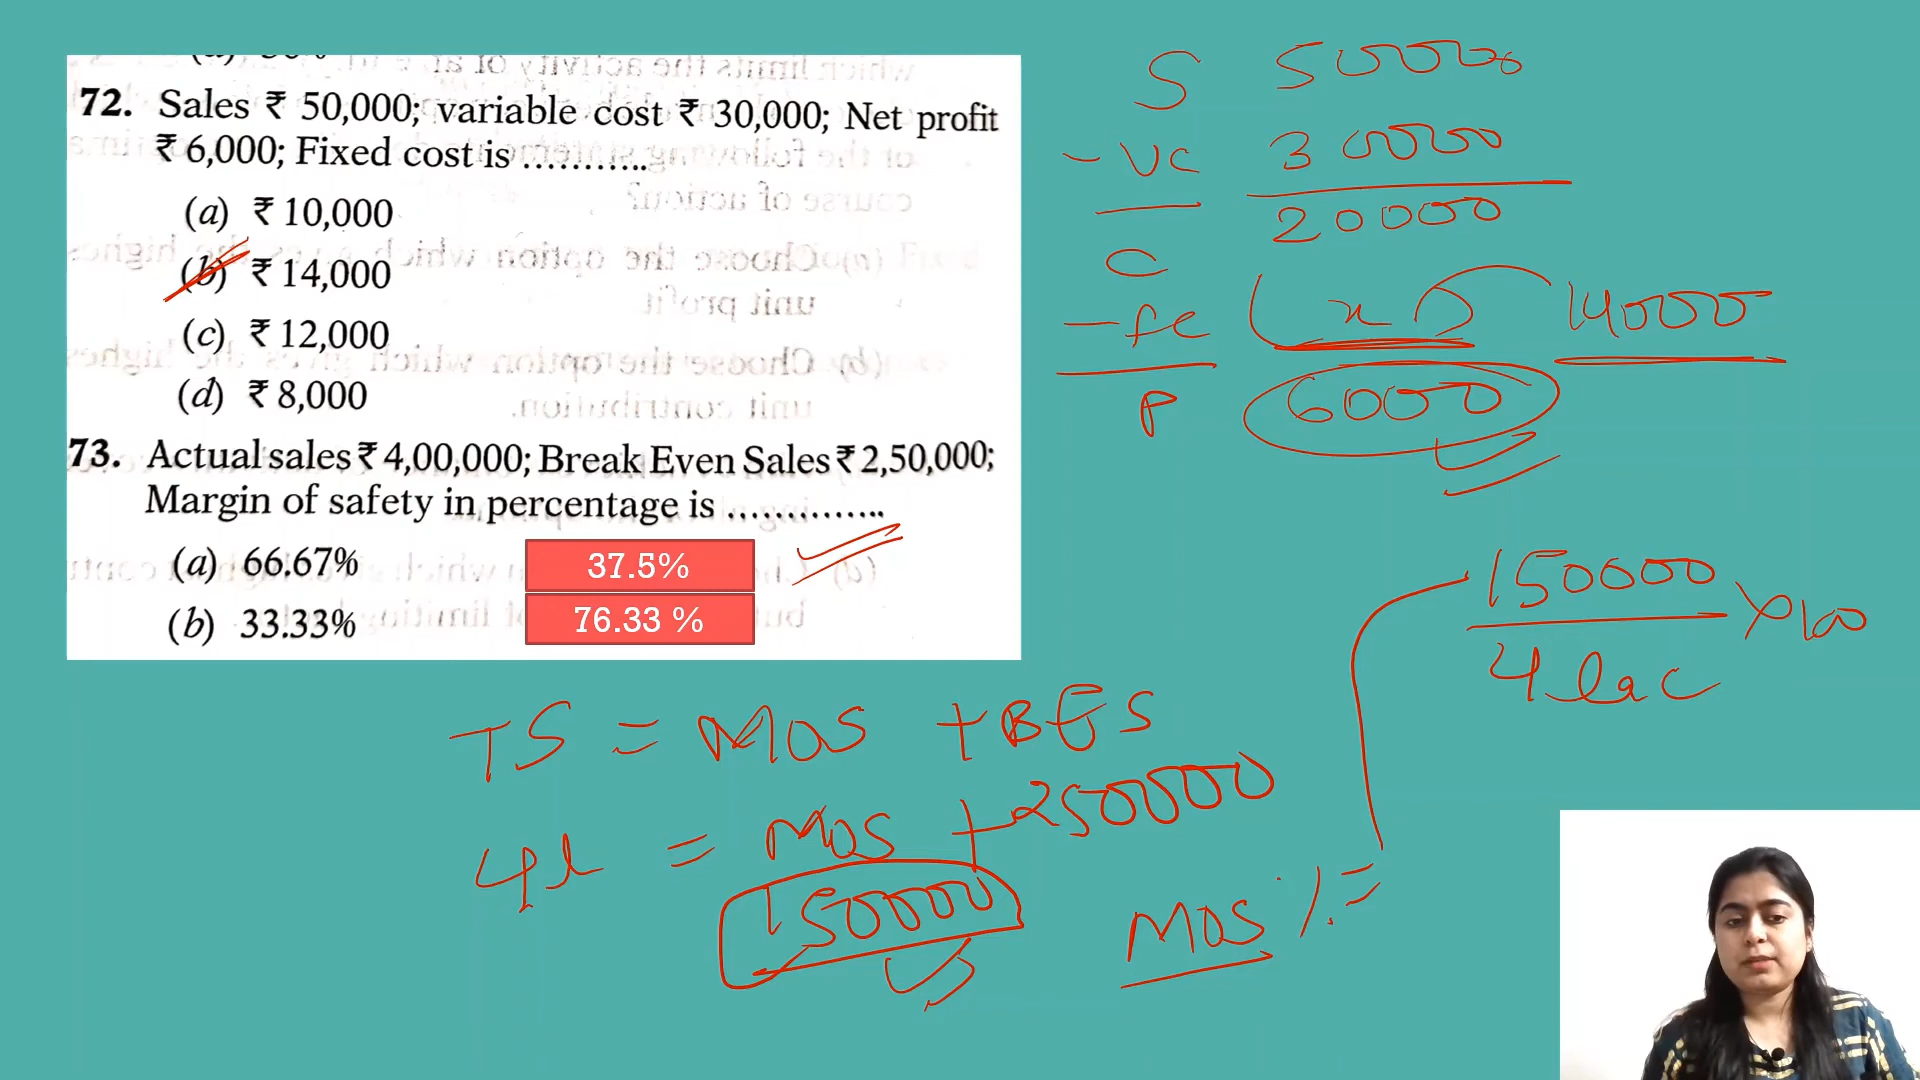 72. Sales ₹ 50,000; variable cost ₹ 30,000; Net profit
₹ 6,000; Fixed cost is ...........
(a) ₹ 10,000
(b) ₹ 14,000
(c) ₹ 12,000
(d) ₹ 8,000
73. Actual sales ₹ 4,00,000; Break Even Sales ₹ 2,50,000;
Margin of safety in percentage is ..............
(a) 66.67%
37.5%
(b) 33.33%
76.33 %
S 50000
- VC 30000
20000
C
- fc (x) 14000
P 6000
150000
4 lac
×100
TS = MOS + BES
4l = MOS + 250000
150000
MOS % =